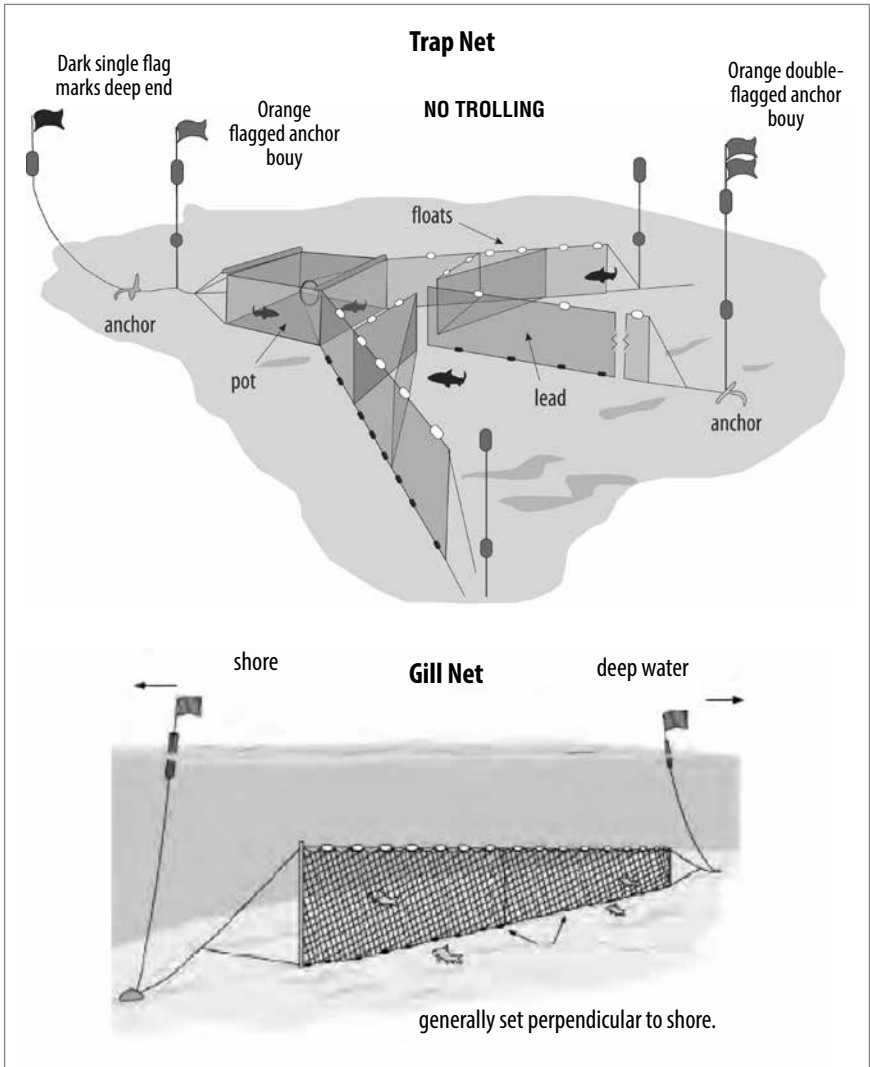 Trap Net
Dark single flag
marks deep end
Orange
flagged anchor
bouy
NO TROLLING
Orange double-
flagged anchor
bouy
floats
anchor
pot
lead
anchor
shore
Gill Net
deep water
generally set perpendicular to shore.